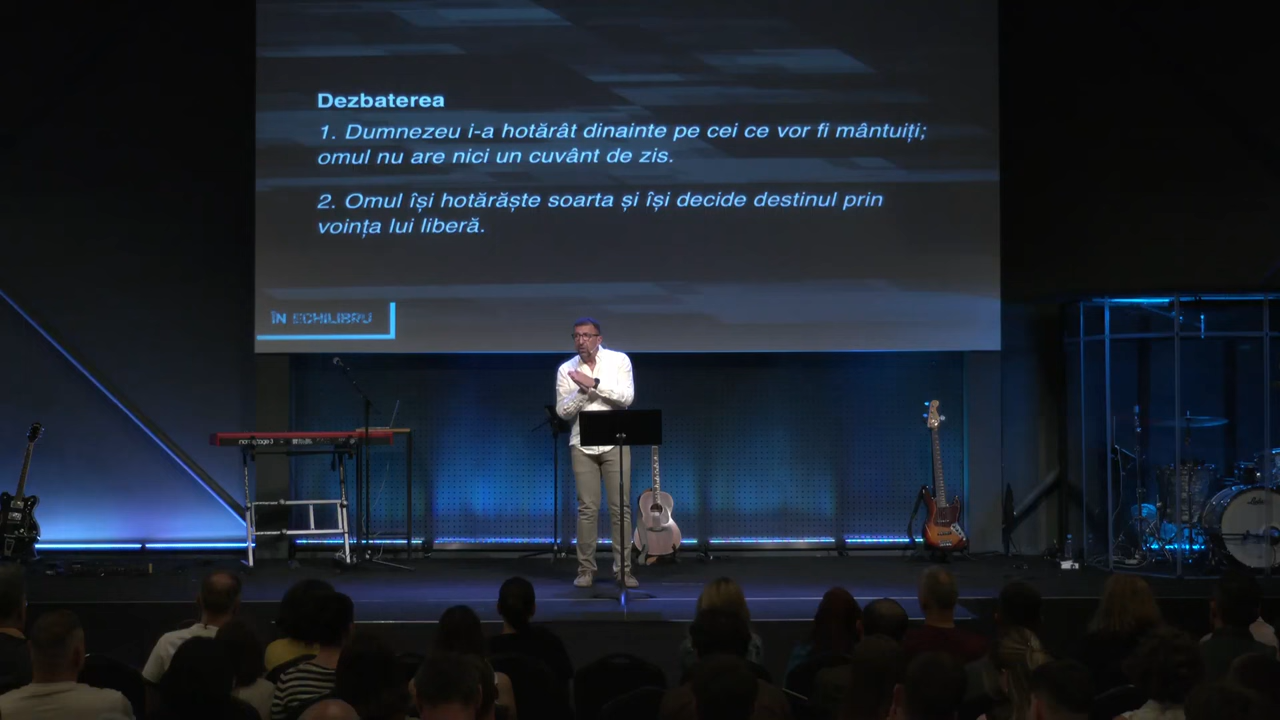 Dezbaterea
1. Dumnezeu i-a hotărât dinainte pe cei ce vor fi mântuiți;
omul nu are nici un cuvânt de zis.
2. Omul își hotărăște soarta și își decide destinul prin
voința lui liberă.
ÎN ECHILIBRU